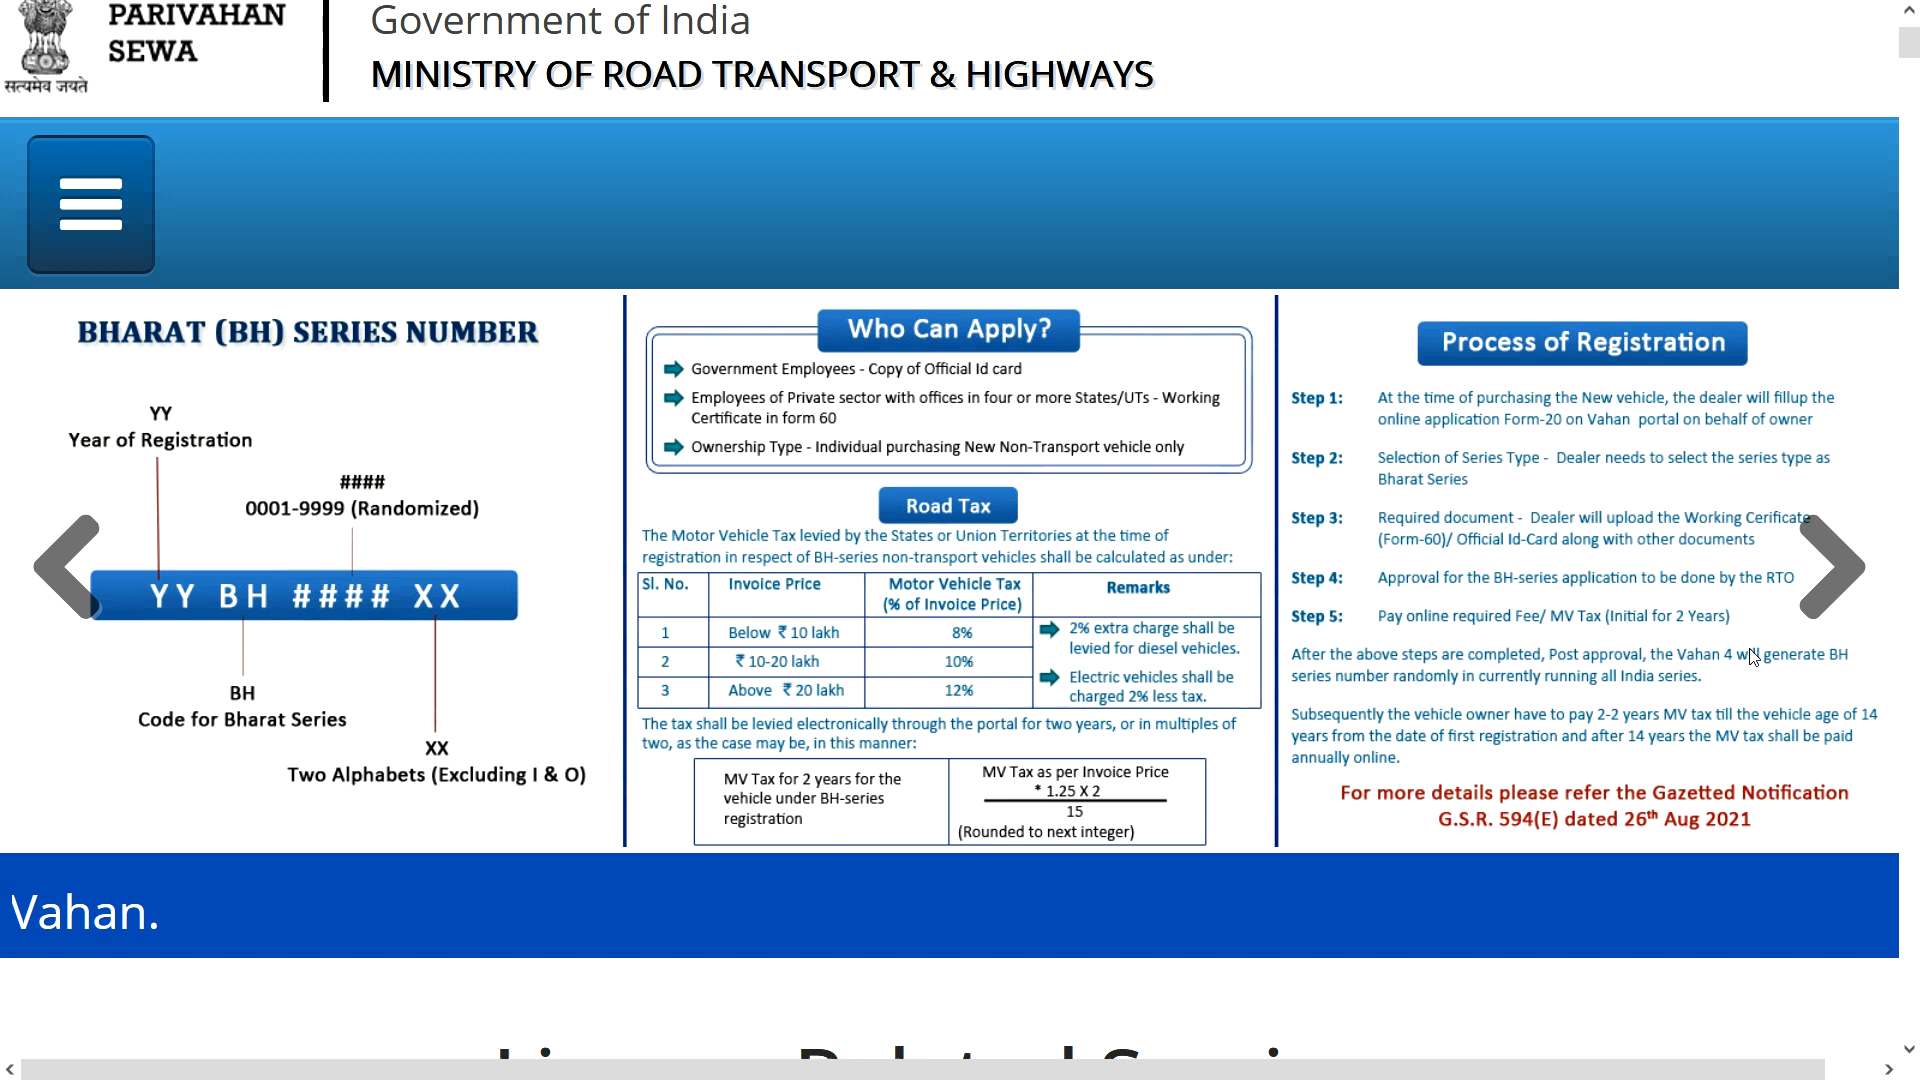 PARIVAHAN
SEWA
सत्यमेव जयते
Government of India
MINISTRY OF ROAD TRANSPORT & HIGHWAYS
BHARAT (BH) SERIES NUMBER
YY
Year of Registration
####
0001-9999 (Randomized)
YY BH #### XX
BH
Code for Bharat Series
XX
Two Alphabets (Excluding I & O)
Who Can Apply?
Government Employees - Copy of Official Id card
Employees of Private sector with offices in four or more States/UTs - Working
Certificate in form 60
Ownership Type - Individual purchasing New Non-Transport vehicle only
Road Tax
The Motor Vehicle Tax levied by the States or Union Territories at the time of
registration in respect of BH-series non-transport vehicles shall be calculated as under:
Sl. No. Invoice Price Motor Vehicle Tax (% of Invoice Price) Remarks
1 Below ₹ 10 lakh 8%
2 ₹ 10-20 lakh 10%
3 Above ₹ 20 lakh 12%
2% extra charge shall be
levied for diesel vehicles.
Electric vehicles shall be
charged 2% less tax.
The tax shall be levied electronically through the portal for two years, or in multiples of
two, as the case may be, in this manner:
MV Tax for 2 years for the
vehicle under BH-series
registration
MV Tax as per Invoice Price
* 1.25 X 2
15
(Rounded to next integer)
Process of Registration
Step 1: At the time of purchasing the New vehicle, the dealer will fillup the
online application Form-20 on Vahan portal on behalf of owner
Step 2: Selection of Series Type - Dealer needs to select the series type as
Bharat Series
Step 3: Required document - Dealer will upload the Working Cerificate
(Form-60)/ Official Id-Card along with other documents
Step 4: Approval for the BH-series application to be done by the RTO
Step 5: Pay online required Fee/ MV Tax (Initial for 2 Years)
After the above steps are completed, Post approval, the Vahan 4 will generate BH
series number randomly in currently running all India series.
Subsequently the vehicle owner have to pay 2-2 years MV tax till the vehicle age of 14
years from the date of first registration and after 14 years the MV tax shall be paid
annually online.
For more details please refer the Gazetted Notification
G.S.R. 594(E) dated 26th Aug 2021
Vahan.